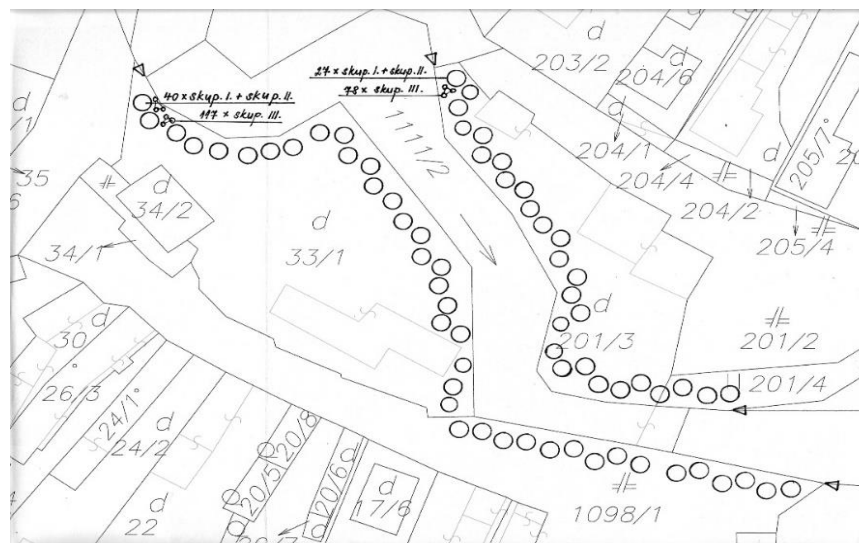 203/2
d
d
204/6
27 x skup. I. + skup. II.
78 x skup. III.
40 x skup. I. + skup. II.
117 x skup. III.
1111/2
d
204/1
204/4
d
205/7°
204/2
205/4
35
d
34/2
34/1
d
33/1
d
201/3
201/2
201/4
d
30
26/3
24/1°
d
24/2
d
22
20/5
20/8
20/6
d
17/6
1098/1